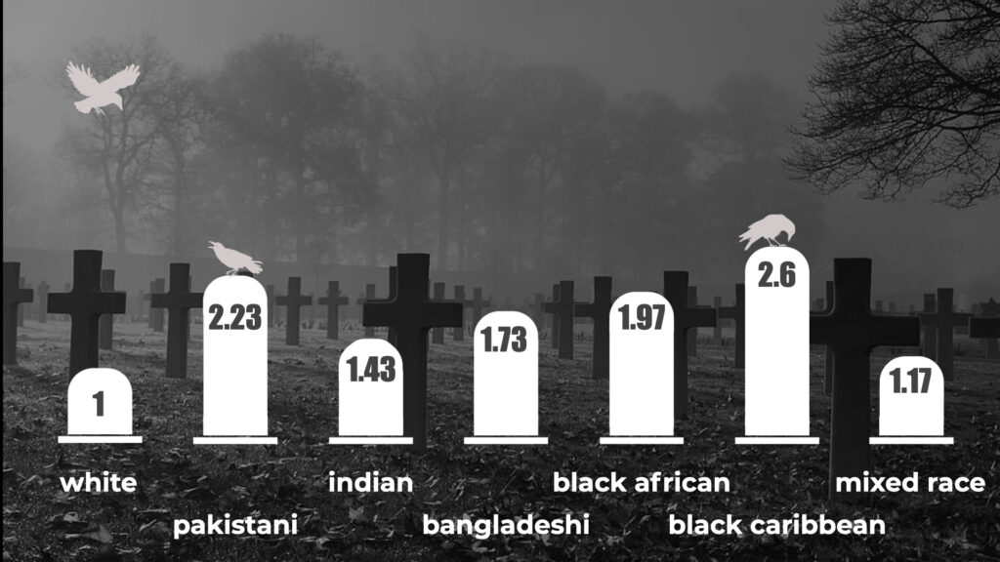 1
2.23
1.43
1.73
1.97
2.6
1.17
white
indian
black african
mixed race
pakistani
bangladeshi
black caribbean